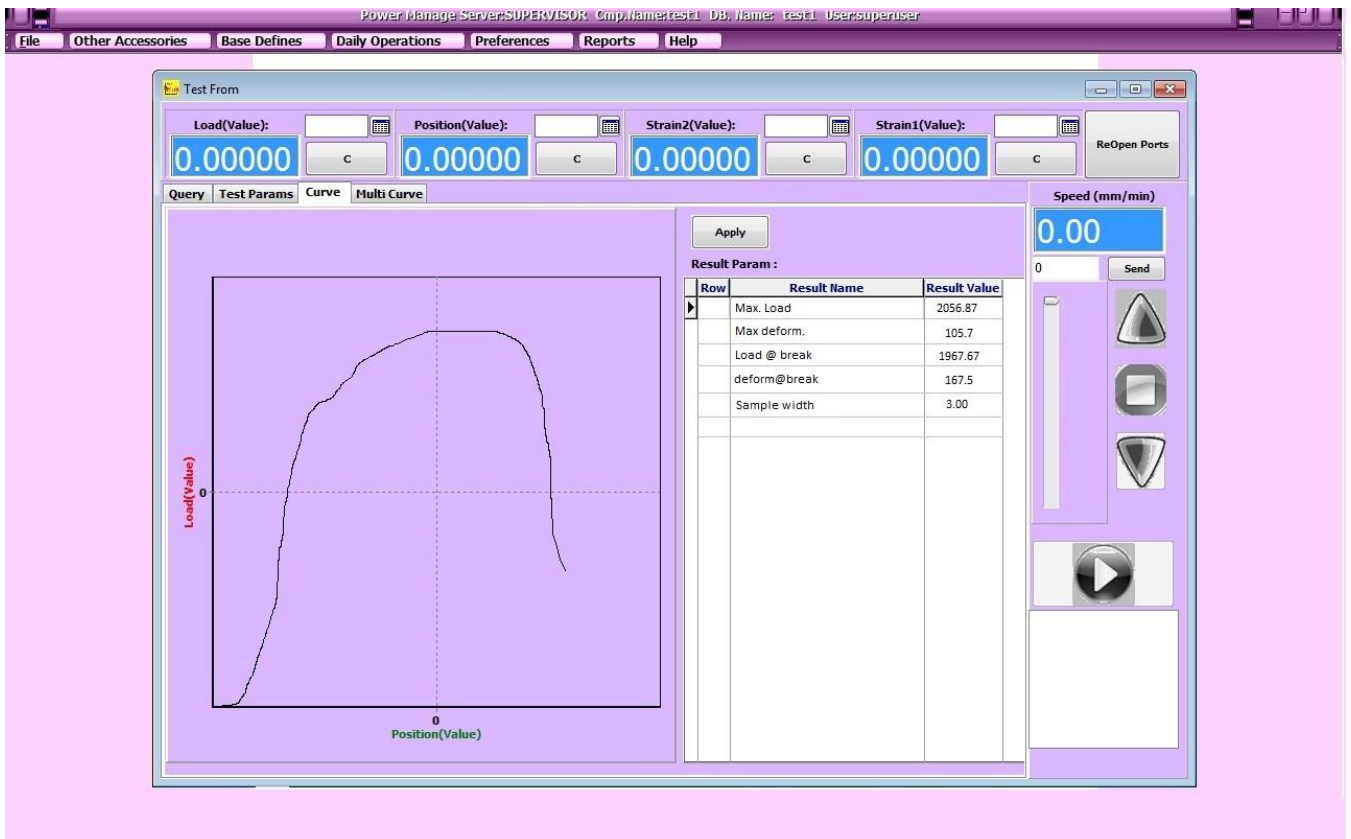 Power Manage Server:SUPERVISOR Cmp.Name:test1 DB. Name: test1 User:superuser
File Other Accessories Base Defines Daily Operations Preferences Reports Help
Test From
Load(Value): Position(Value): Strain2(Value): Strain1(Value):
0.00000 C 0.00000 C 0.00000 C 0.00000 C ReOpen Ports
Query Test Params Curve Multi Curve
Speed (mm/min)
0.00
0 Send
Apply
Result Param :
Row Result Name Result Value
Max. Load 2056.87
Max deform. 105.7
Load @ break 1967.67
deform@break 167.5
Sample width 3.00
Load(Value)
0
0
Position(Value)